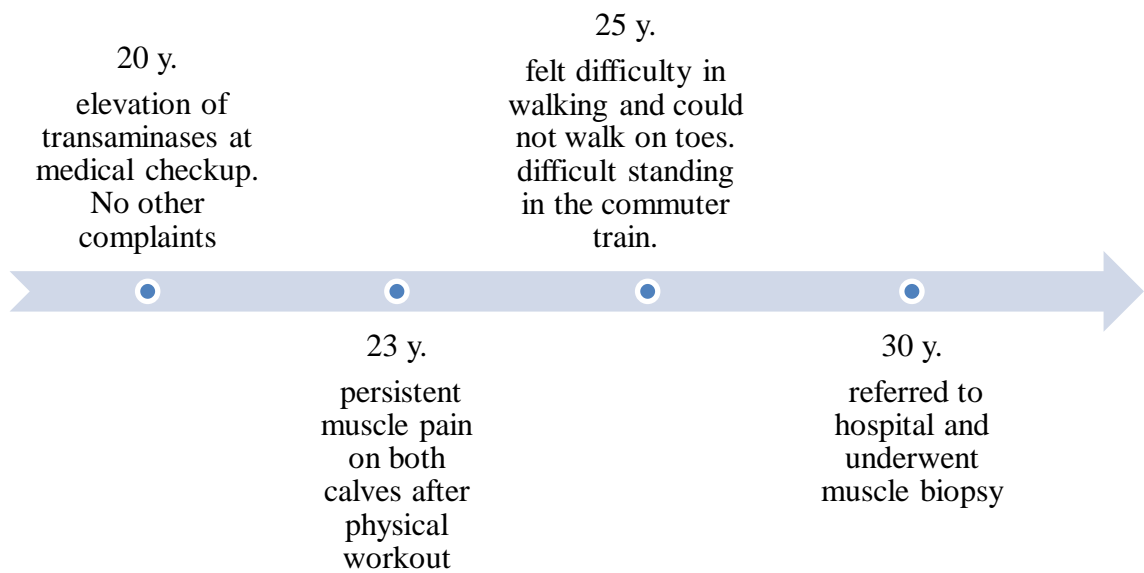 20 y.
elevation of
transaminases at
medical checkup.
No other
complaints
23 y.
persistent
muscle pain
on both
calves after
physical
workout
25 y.
felt difficulty in
walking and could
not walk on toes.
difficult standing
in the commuter
train.
30 y.
referred to
hospital and
underwent
muscle biopsy